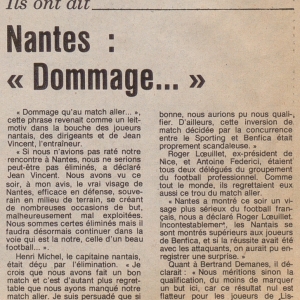 Ils ont dit
Nantes :
« Dommage... »
« Dommage qu'au match aller... »,
cette phrase revenait comme un leit-
motiv dans la bouche des joueurs
nantais, des dirigeants et de Jean
Vincent, l'entraîneur.
« Si nous n'avions pas raté notre
rencontre à Nantes, nous ne serions
peut-être pas éliminés, a déclaré
Jean Vincent. Nous avons vu ce
soir, à mon avis, le vrai visage de
Nantes, efficace en défense, souve-
rain en milieu de terrain, se créant
de nombreuses occasions de but,
malheureusement mal exploitées.
Nous sommes certes éliminés mais il
faudra désormais continuer dans la
voie qui est la notre, celle d'un beau
football... »
Henri Michel, le capitaine nantais,
était déçu par l'élimination. « Je
crois que nous avons fait un bon
match et c'est d'autant plus regret-
table que nous ayons manqué notre
match aller. Je suis persuadé que si
bonne, nous aurions pu nous quali-
fier. D'ailleurs, cette inversion de
match décidée par la concurrence
entre le Sporting et Benfica était
proprement scandaleuse. »
Roger Lœuillet, ex-président de
Nice, et Antoine Federici, étaient
tous deux délégués du groupement
du football professionnel. Comme
tout le monde, ils regrettaient eux
aussi ce trou du match aller.
« Nantes a montré ce soir un vi-
sage plus sérieux du football fran-
çais, nous a déclaré Roger Lœuillet.
Incontestablement, les Nantais se
sont montrés supérieurs aux joueurs
de Benfica, et si la réussite avait été
avec les attaquants, on aurait pu en-
registrer une surprise. »
Quant à Bertrand Demanes, il dé-
clarait : « Nous méritions sinon la
qualification, du moins de marquer
un but ici, car ce résultat nul est
flatteur pour les joueurs de Lis-